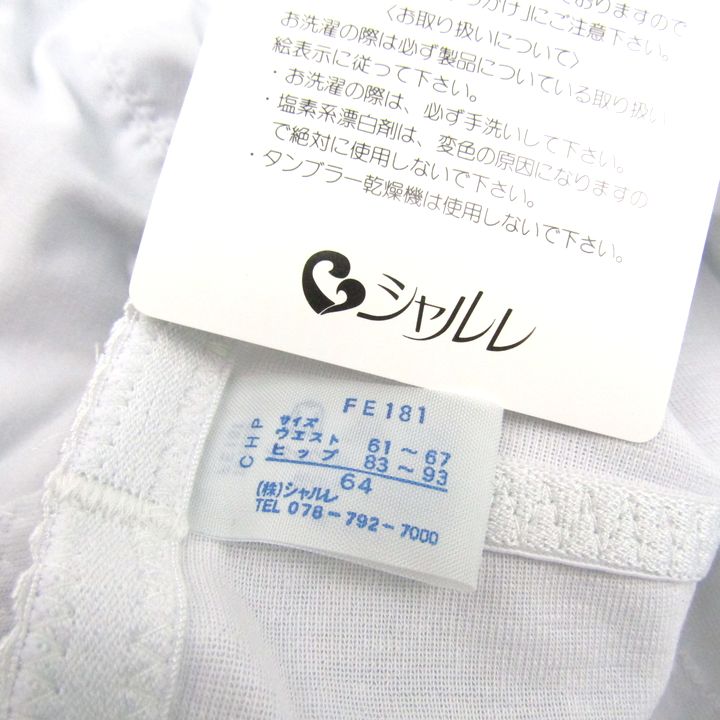 かけ」にご注意下さい。
〈お取り扱いについて〉
お洗濯の際は必ず製品についている取り扱い
絵表示に従って下さい。
・お洗濯の際は、必ず手洗いして下さい。
・塩素系漂白剤は、変色の原因になりますの
で絶対に使用しないで下さい。
・タンブラー乾燥機は使用しないで下さい。
シャルレ
FE181
CHP
サイズ
ウエスト 61~67
ヒップ 83~93
64
(株)シャルレ
TEL 078-792-7000